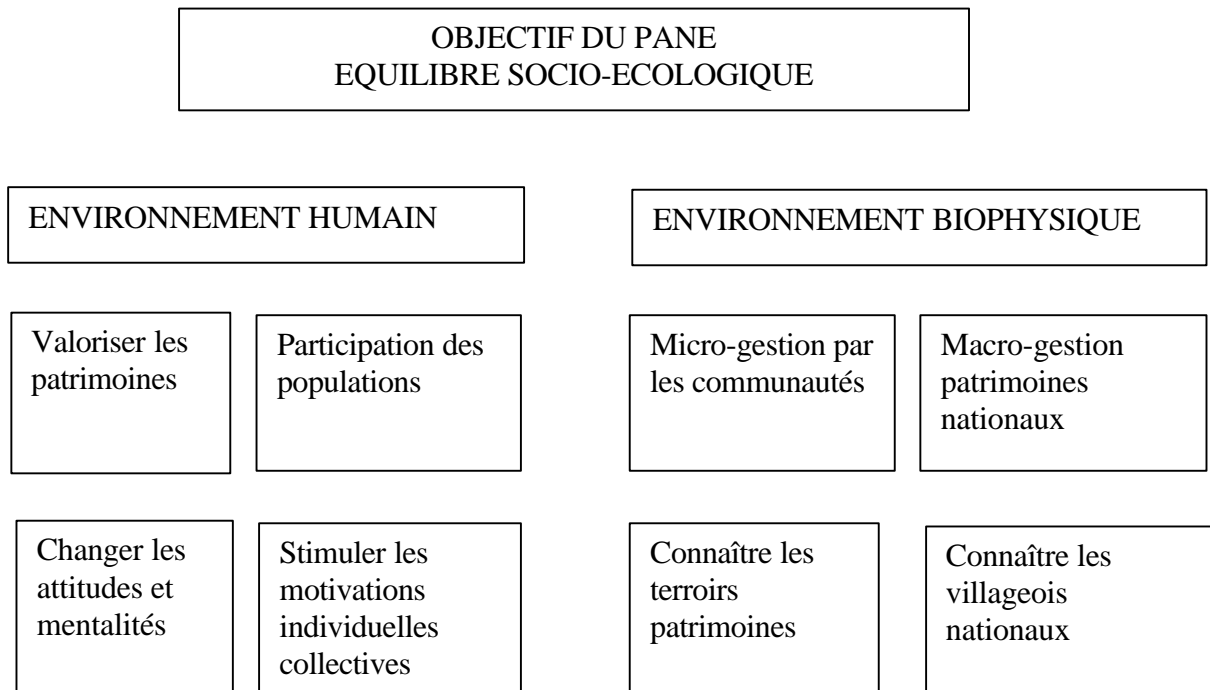 OBJECTIF DU PANE
EQUILIBRE SOCIO-ECOLOGIQUE
ENVIRONNEMENT HUMAIN
ENVIRONNEMENT BIOPHYSIQUE
Valoriser les
patrimoines
Participation des
populations
Micro-gestion par
les communautés
Macro-gestion
patrimoines
nationaux
Changer les
attitudes et
mentalités
Stimuler les
motivations
individuelles
collectives
Connaître les
terroirs
patrimoines
Connaître les
villageois
nationaux